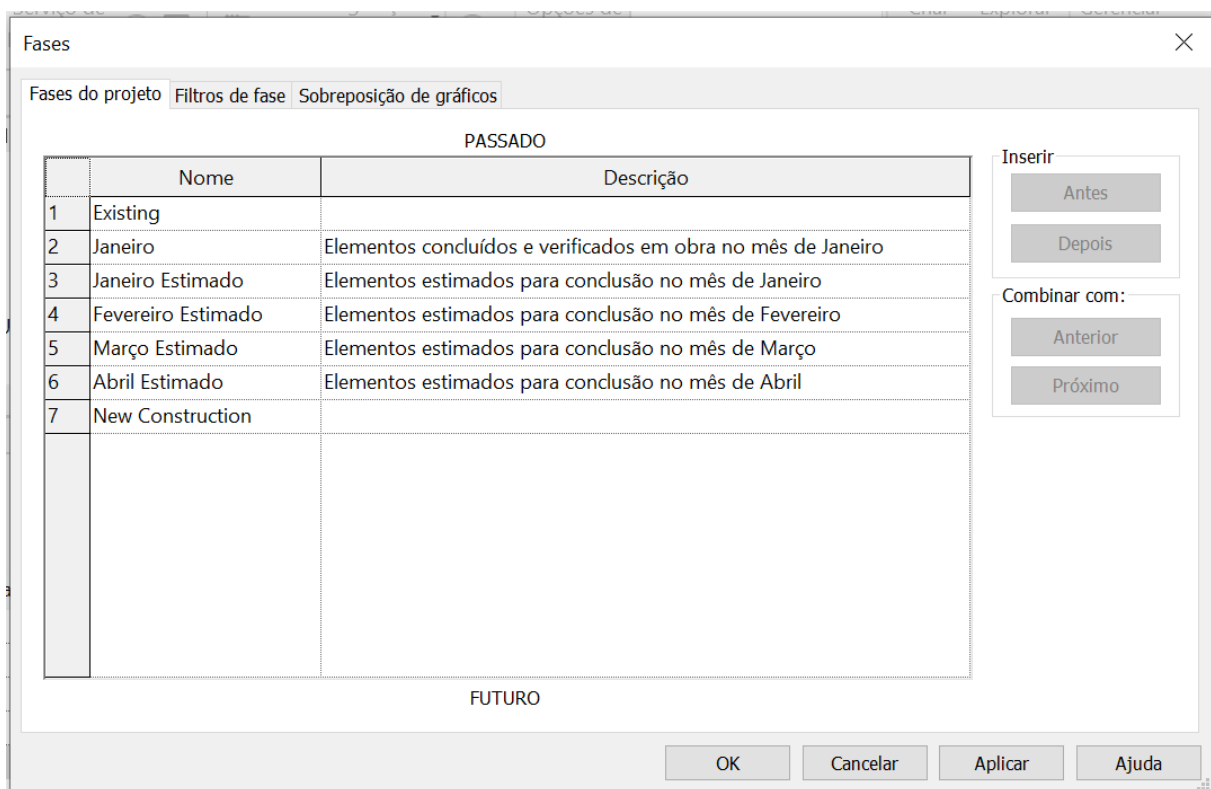 Fases
Fases do projeto Filtros de fase Sobreposição de gráficos
PASSADO
Nome Descrição
1 Existing
2 Janeiro Elementos concluídos e verificados em obra no mês de Janeiro
3 Janeiro Estimado Elementos estimados para conclusão no mês de Janeiro
4 Fevereiro Estimado Elementos estimados para conclusão no mês de Fevereiro
5 Março Estimado Elementos estimados para conclusão no mês de Março
6 Abril Estimado Elementos estimados para conclusão no mês de Abril
7 New Construction
FUTURO
Inserir
Antes
Depois
Combinar com:
Anterior
Próximo
OK Cancelar Aplicar Ajuda